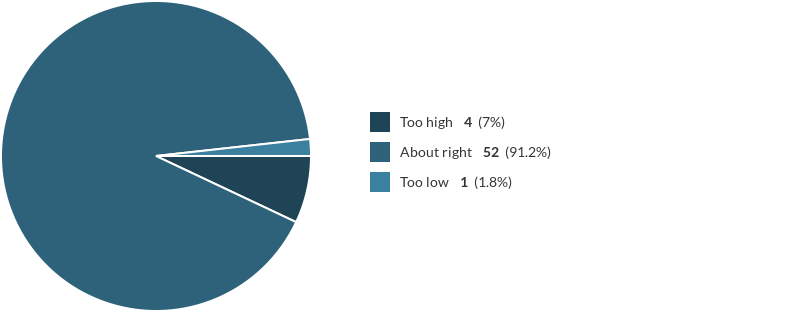 Too high 4 (7%)
About right 52 (91.2%)
Too low 1 (1.8%)